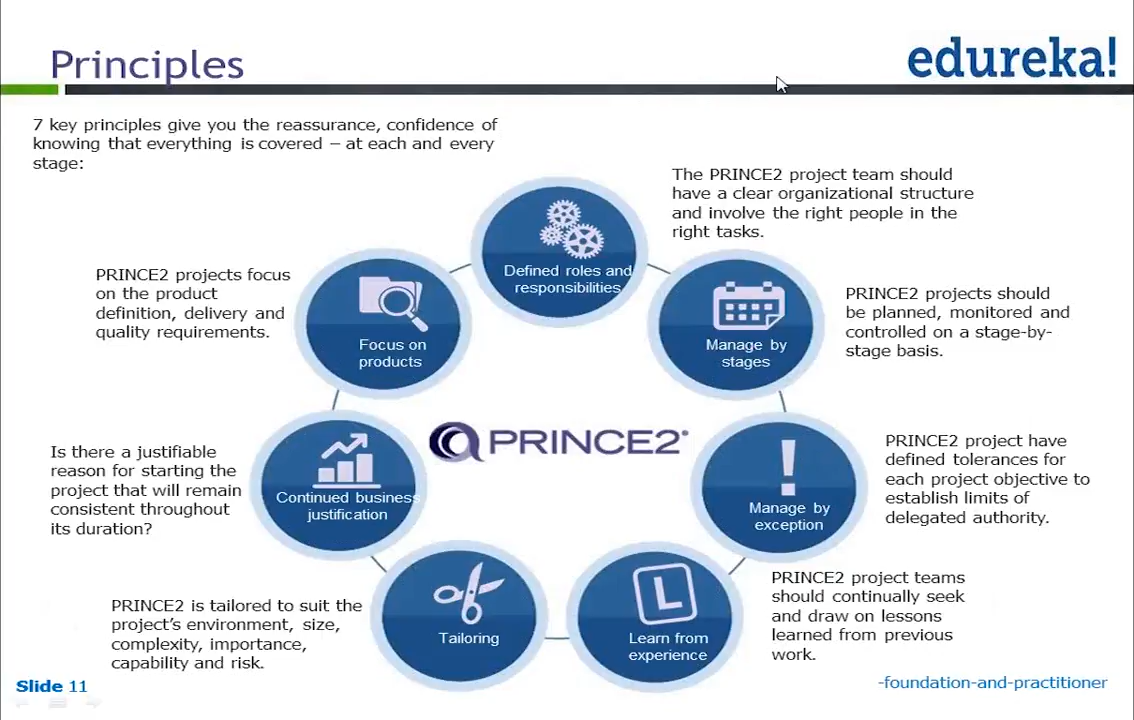 Principles
edureka!
7 key principles give you the reassurance, confidence of
knowing that everything is covered – at each and every
stage:
The PRINCE2 project team should
have a clear organizational structure
and involve the right people in the
right tasks.
Defined roles and
responsibilities
PRINCE2 projects focus
on the product
definition, delivery and
quality requirements.
Focus on
products
Manage by
stages
PRINCE2 projects should
be planned, monitored and
controlled on a stage-by-
stage basis.
PRINCE2®
Is there a justifiable
reason for starting the
project that will remain
consistent throughout
its duration?
Continued business
justification
Manage by
exception
PRINCE2 project have
defined tolerances for
each project objective to
establish limits of
delegated authority.
PRINCE2 is tailored to suit the
project's environment, size,
complexity, importance,
capability and risk.
Tailoring
L
Learn from
experience
PRINCE2 project teams
should continually seek
and draw on lessons
learned from previous
work.
Slide 11
-foundation-and-practitioner